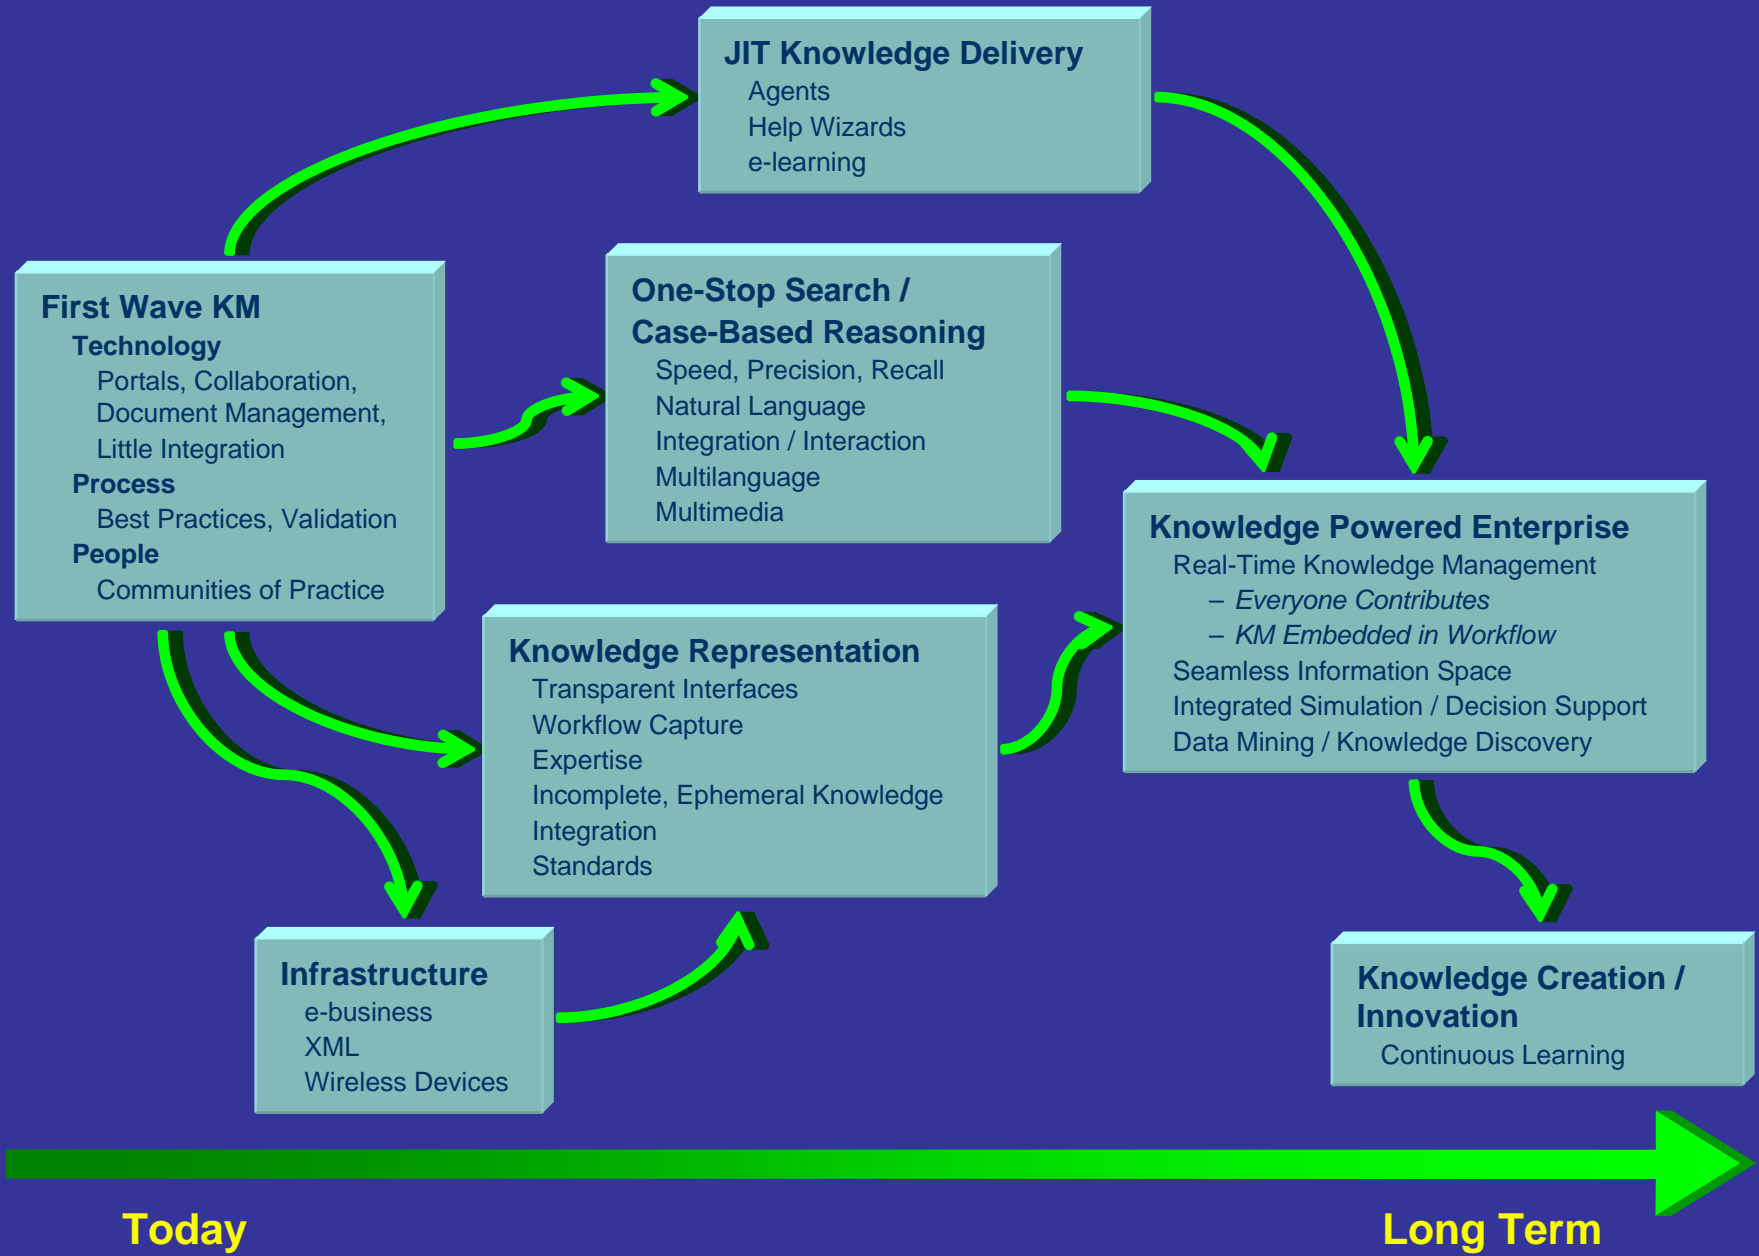 JIT Knowledge Delivery
Agents
Help Wizards
e-learning
First Wave KM
Technology
Portals, Collaboration,
Document Management,
Little Integration
Process
Best Practices, Validation
People
Communities of Practice
One-Stop Search /
Case-Based Reasoning
Speed, Precision, Recall
Natural Language
Integration / Interaction
Multilanguage
Multimedia
Knowledge Representation
Transparent Interfaces
Workflow Capture
Expertise
Incomplete, Ephemeral Knowledge
Integration
Standards
Infrastructure
e-business
XML
Wireless Devices
Knowledge Powered Enterprise
Real-Time Knowledge Management
– Everyone Contributes
– KM Embedded in Workflow
Seamless Information Space
Integrated Simulation / Decision Support
Data Mining / Knowledge Discovery
Knowledge Creation /
Innovation
Continuous Learning
Today
Long Term